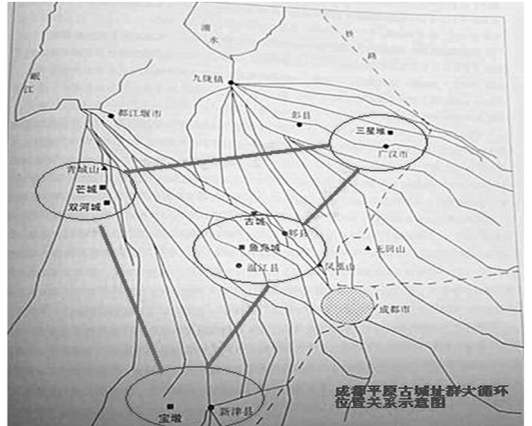 湔
水
铁
路
岷
江
九陇镇
都江堰市
彭县
三星堆
广汉市
青城山
芒城
双河城
古城
郫县
鱼凫城
温江县
无回山
凤凰山
成都市
宝墩
新津县
成都平原古城址群大循环
位置关系示意图